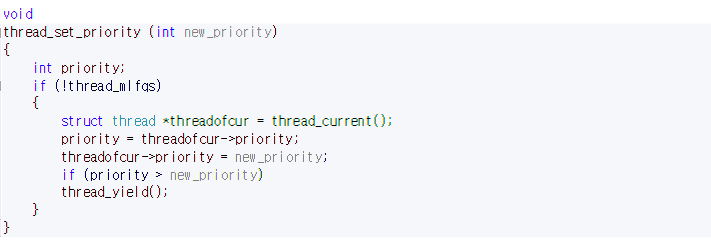 void
thread_set_priority (int new_priority)
{
int priority;
if (!thread_mlfqs)
{
struct thread *threadofcur = thread_current();
priority = threadofcur->priority;
threadofcur->priority = new_priority;
if (priority > new_priority)
thread_yield();
}
}